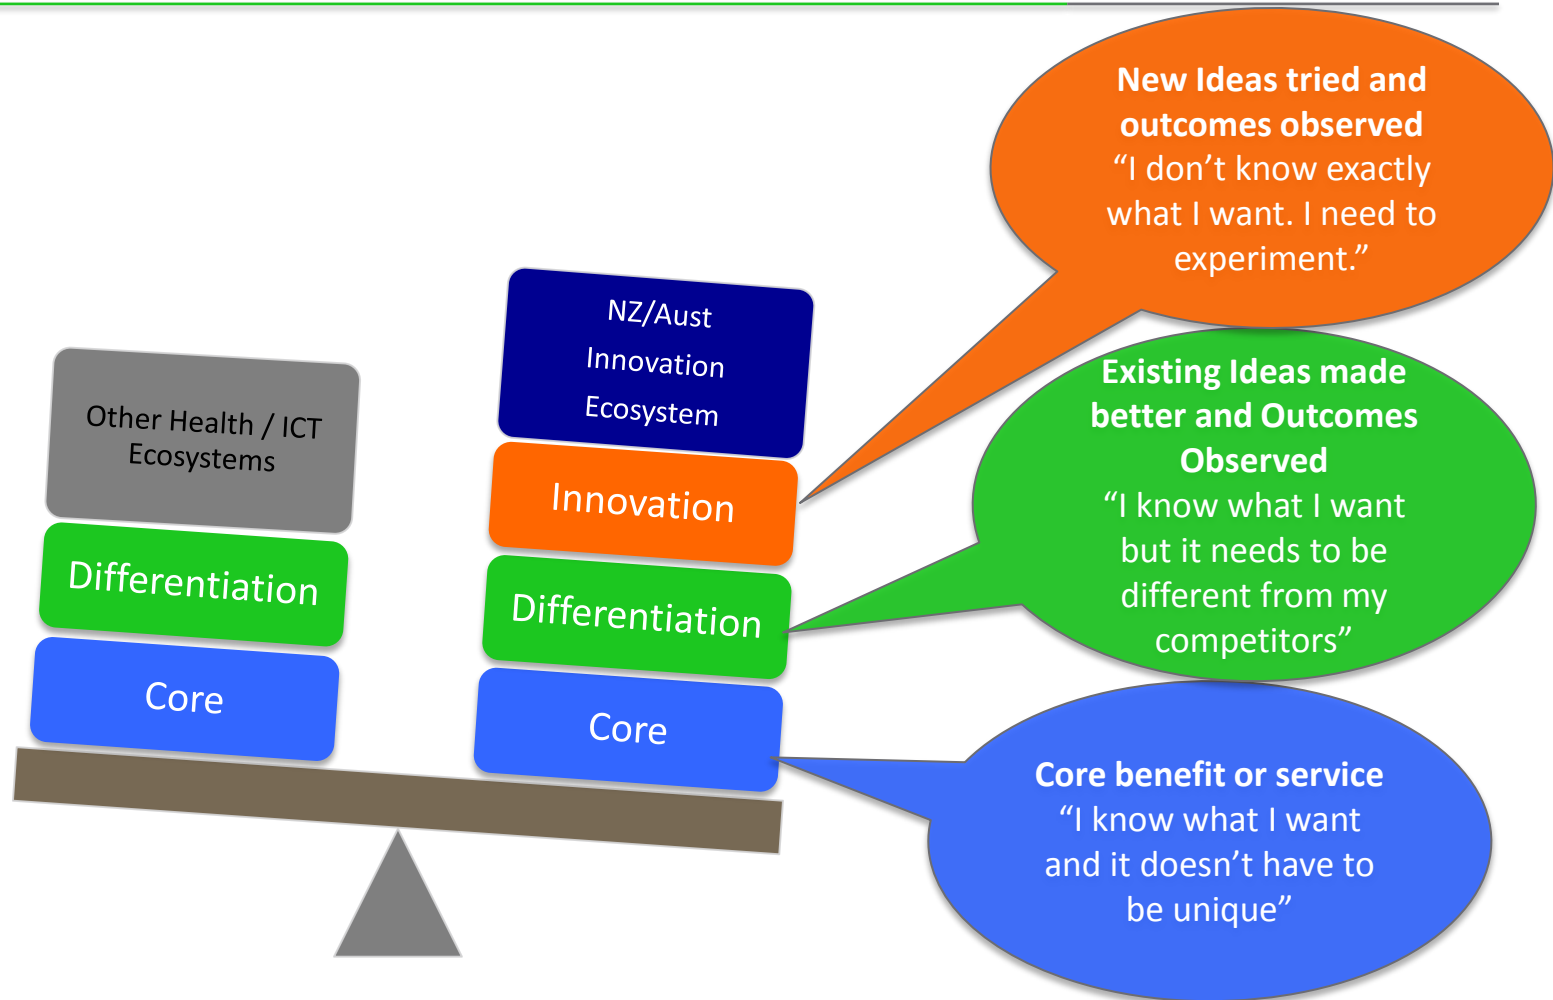 Other Health / ICT
Ecosystems
Differentiation
Core
NZ/Aust
Innovation
Ecosystem
Innovation
Differentiation
Core
New Ideas tried and
outcomes observed
“I don’t know exactly
what I want. I need to
experiment.”
Existing Ideas made
better and Outcomes
Observed
“I know what I want
but it needs to be
different from my
competitors”
Core benefit or service
“I know what I want
and it doesn’t have to
be unique”